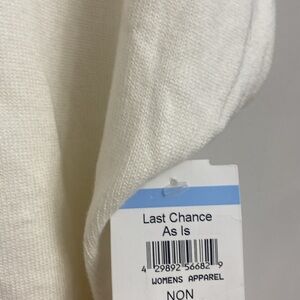 Last Chance
As Is
4 29892 56682 9
WOMENS APPAREL
NON